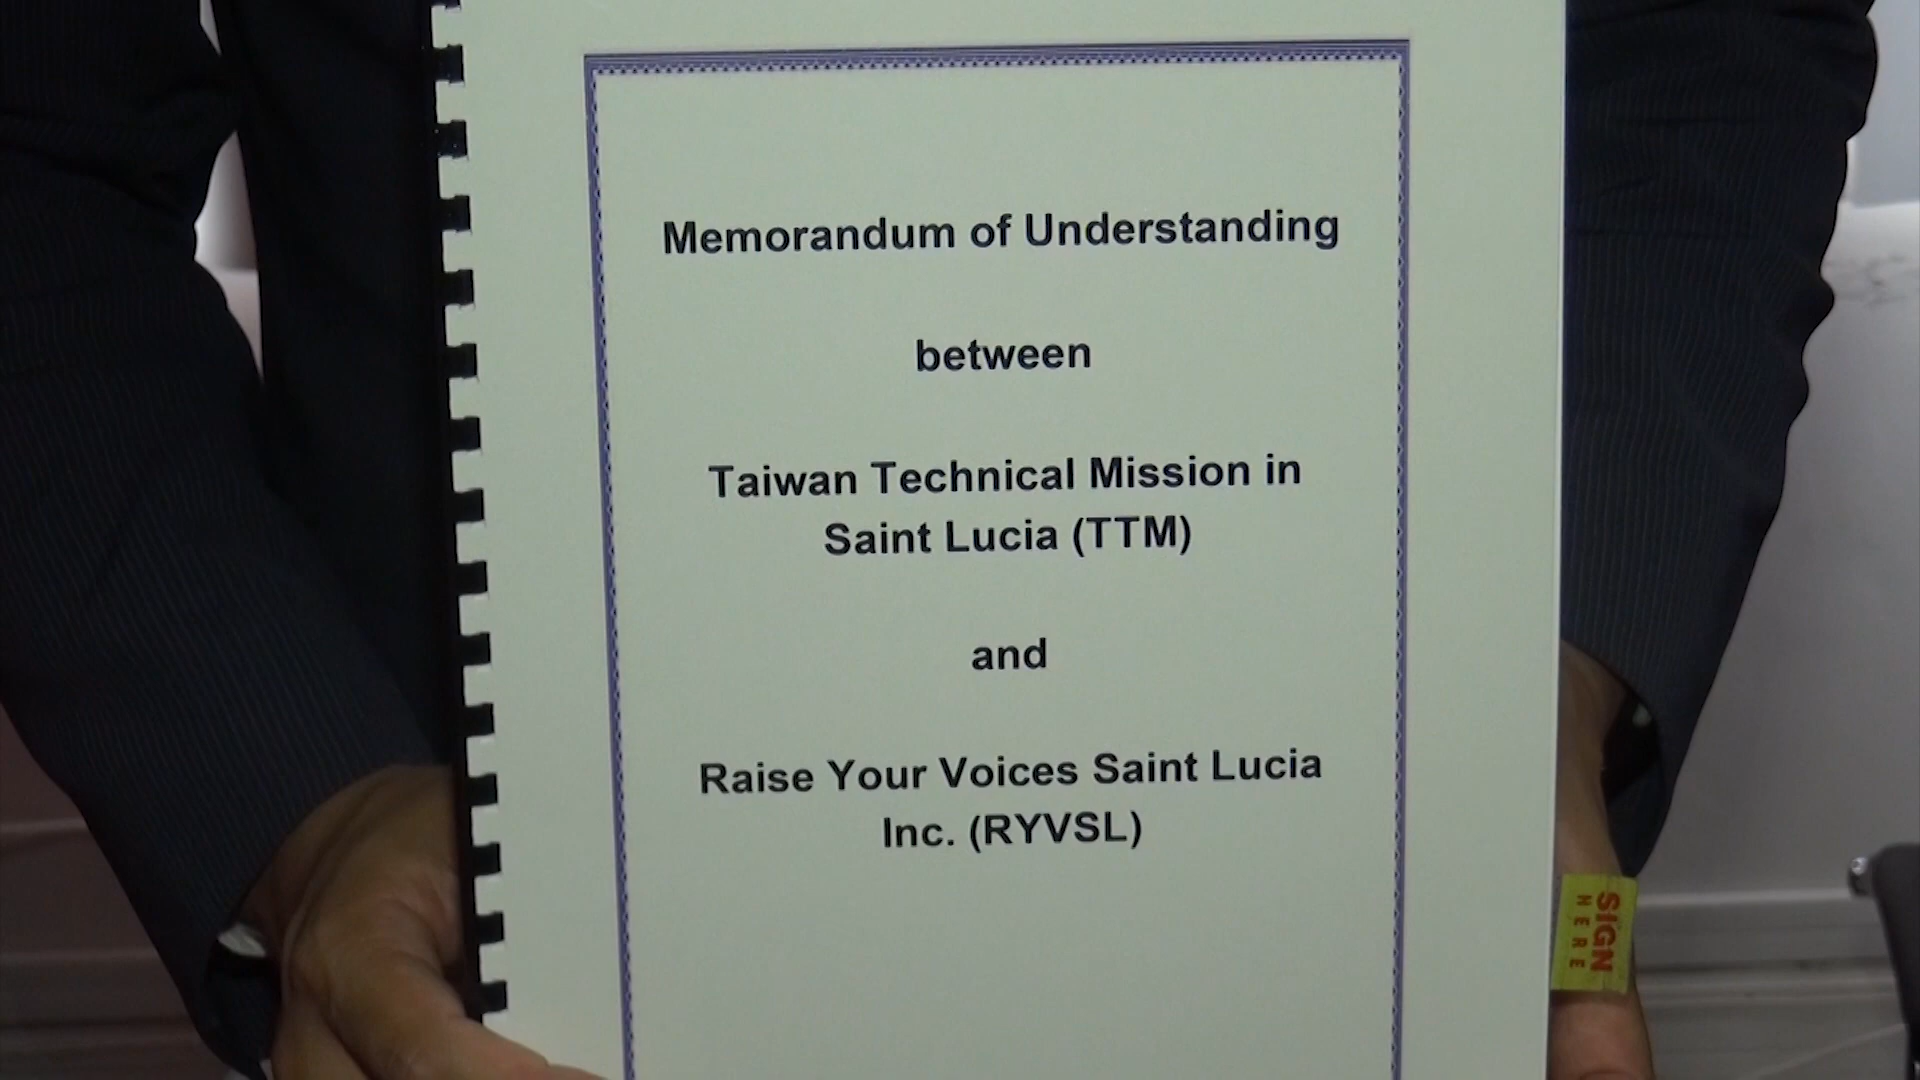 Memorandum of Understanding
between
Taiwan Technical Mission in
Saint Lucia (TTM)
and
Raise Your Voices Saint Lucia
Inc. (RYVSL)
SIGN
HERE